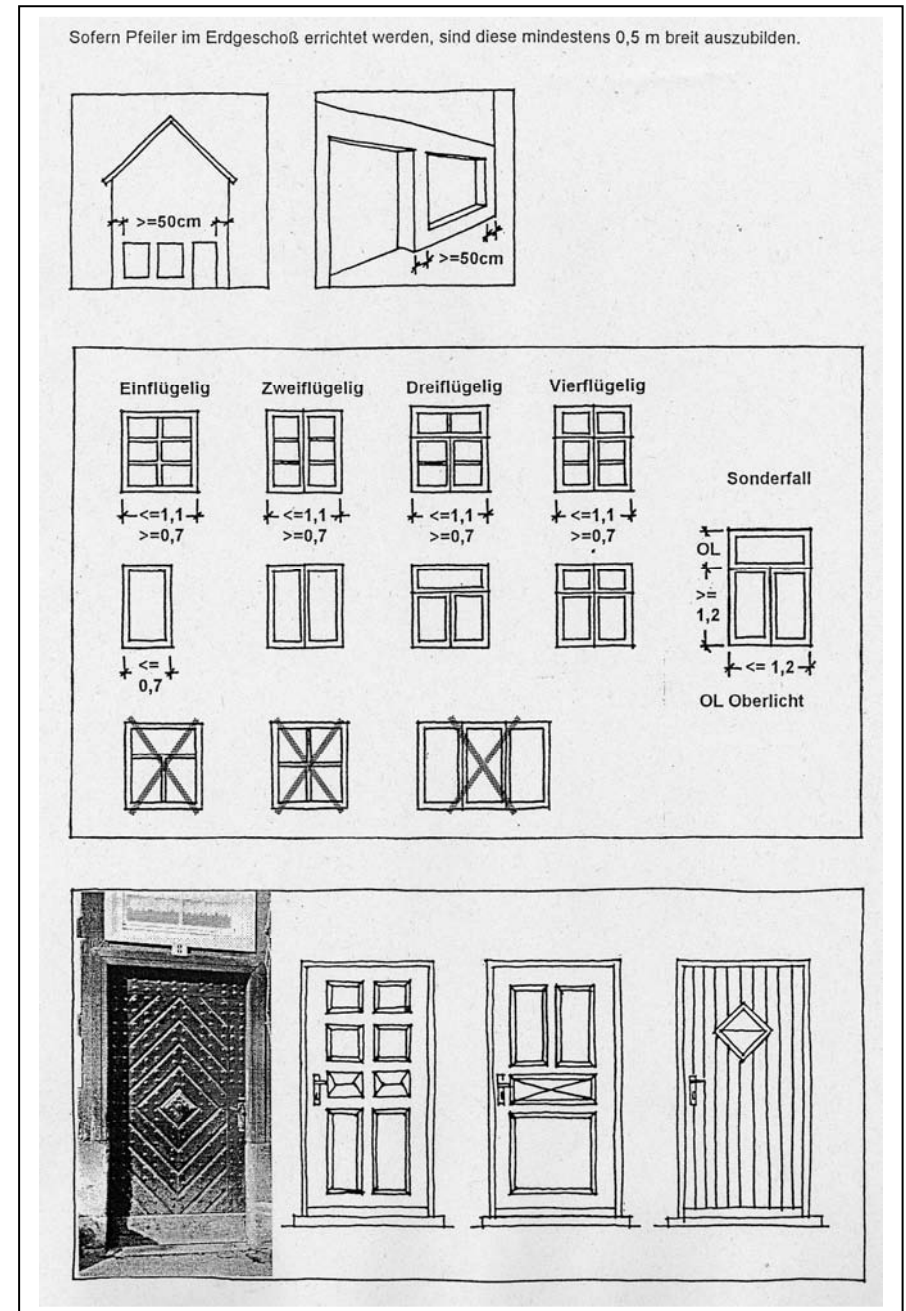 Sofern Pfeiler im Erdgeschoß errichtet werden, sind diese mindestens 0,5 m breit auszubilden.
>=50cm
>=50cm
Einflügelig Zweiflügelig Dreiflügelig Vierflügelig
<=1,1 <=1,1 <=1,1 <=1,1
>=0,7 >=0,7 >=0,7 >=0,7
<=
0,7
Sonderfall
OL
>=
1,2
<= 1,2
OL Oberlicht